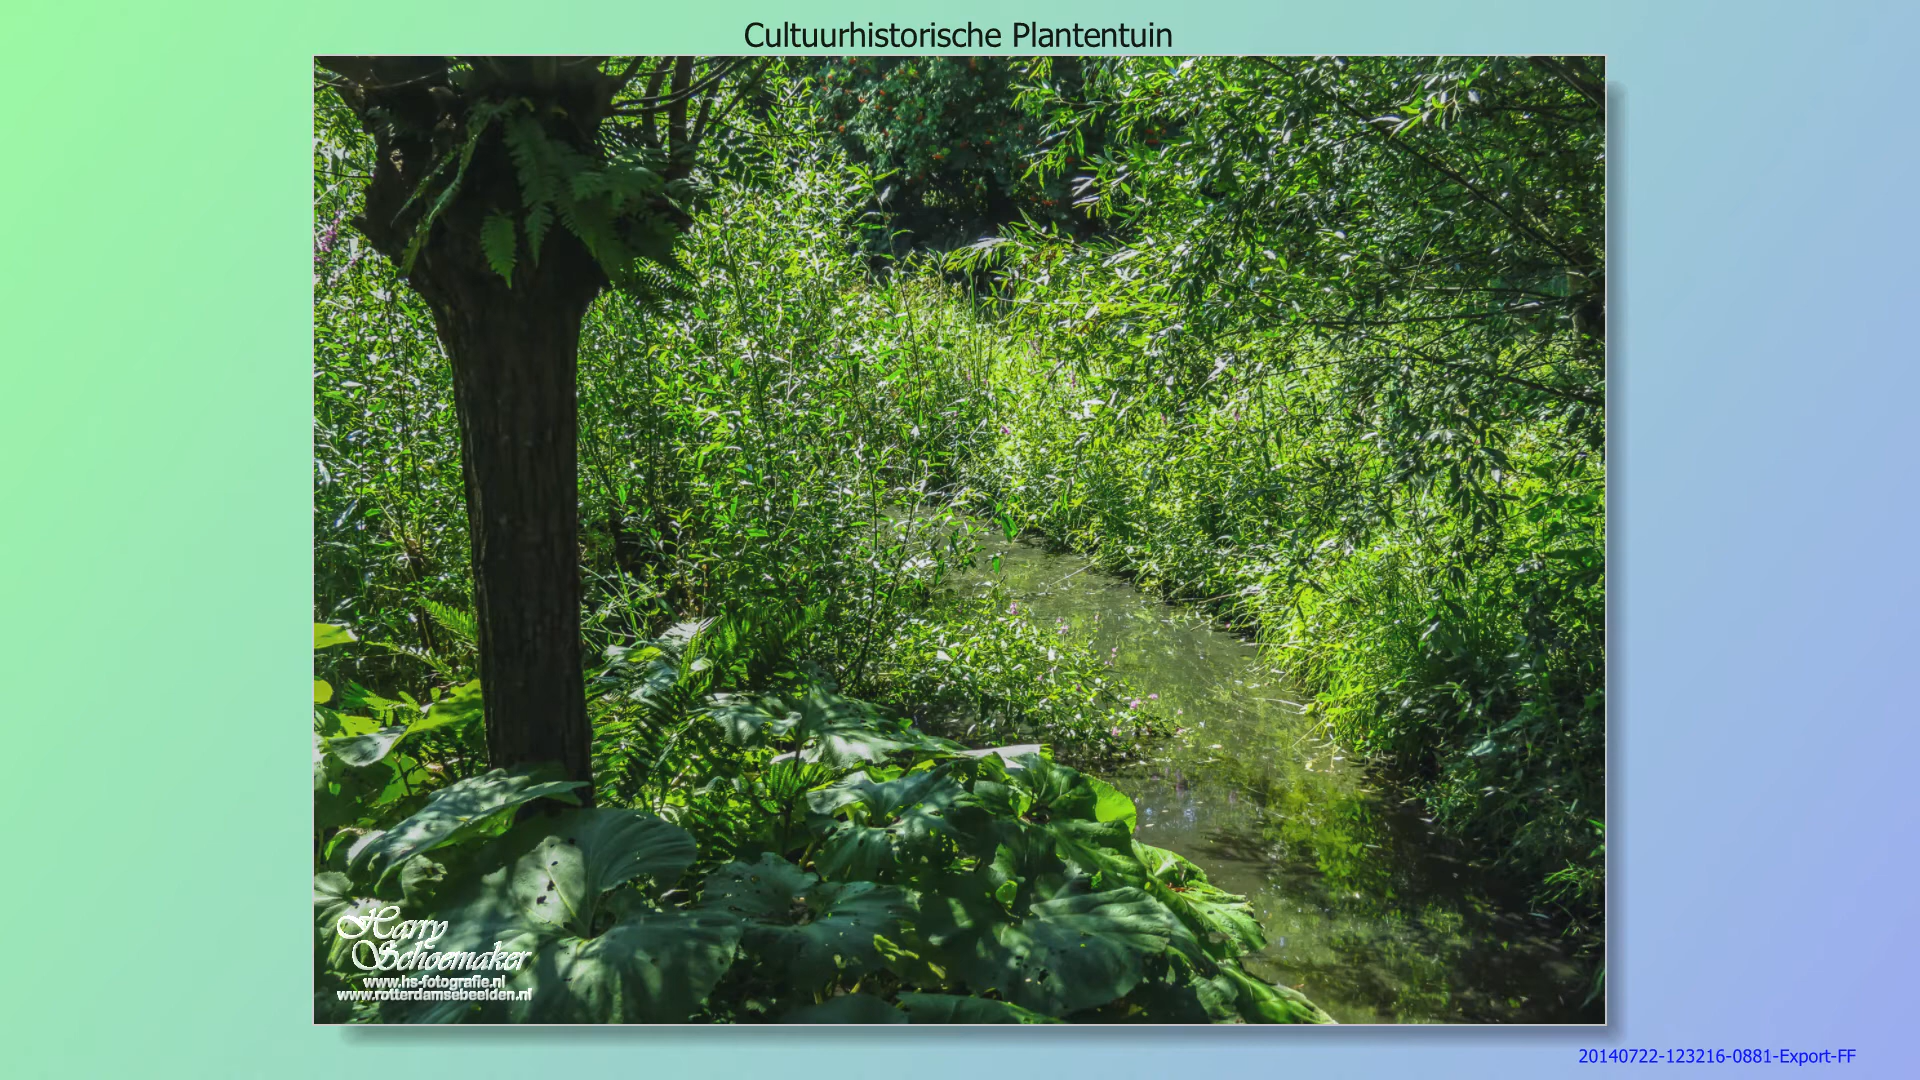 Cultuurhistorische Plantentuin
Harry
Schoemaker
www.hs-fotografie.nl
www.rotterdamsebeelden.nl
20140722-123216-0881-Export-FF